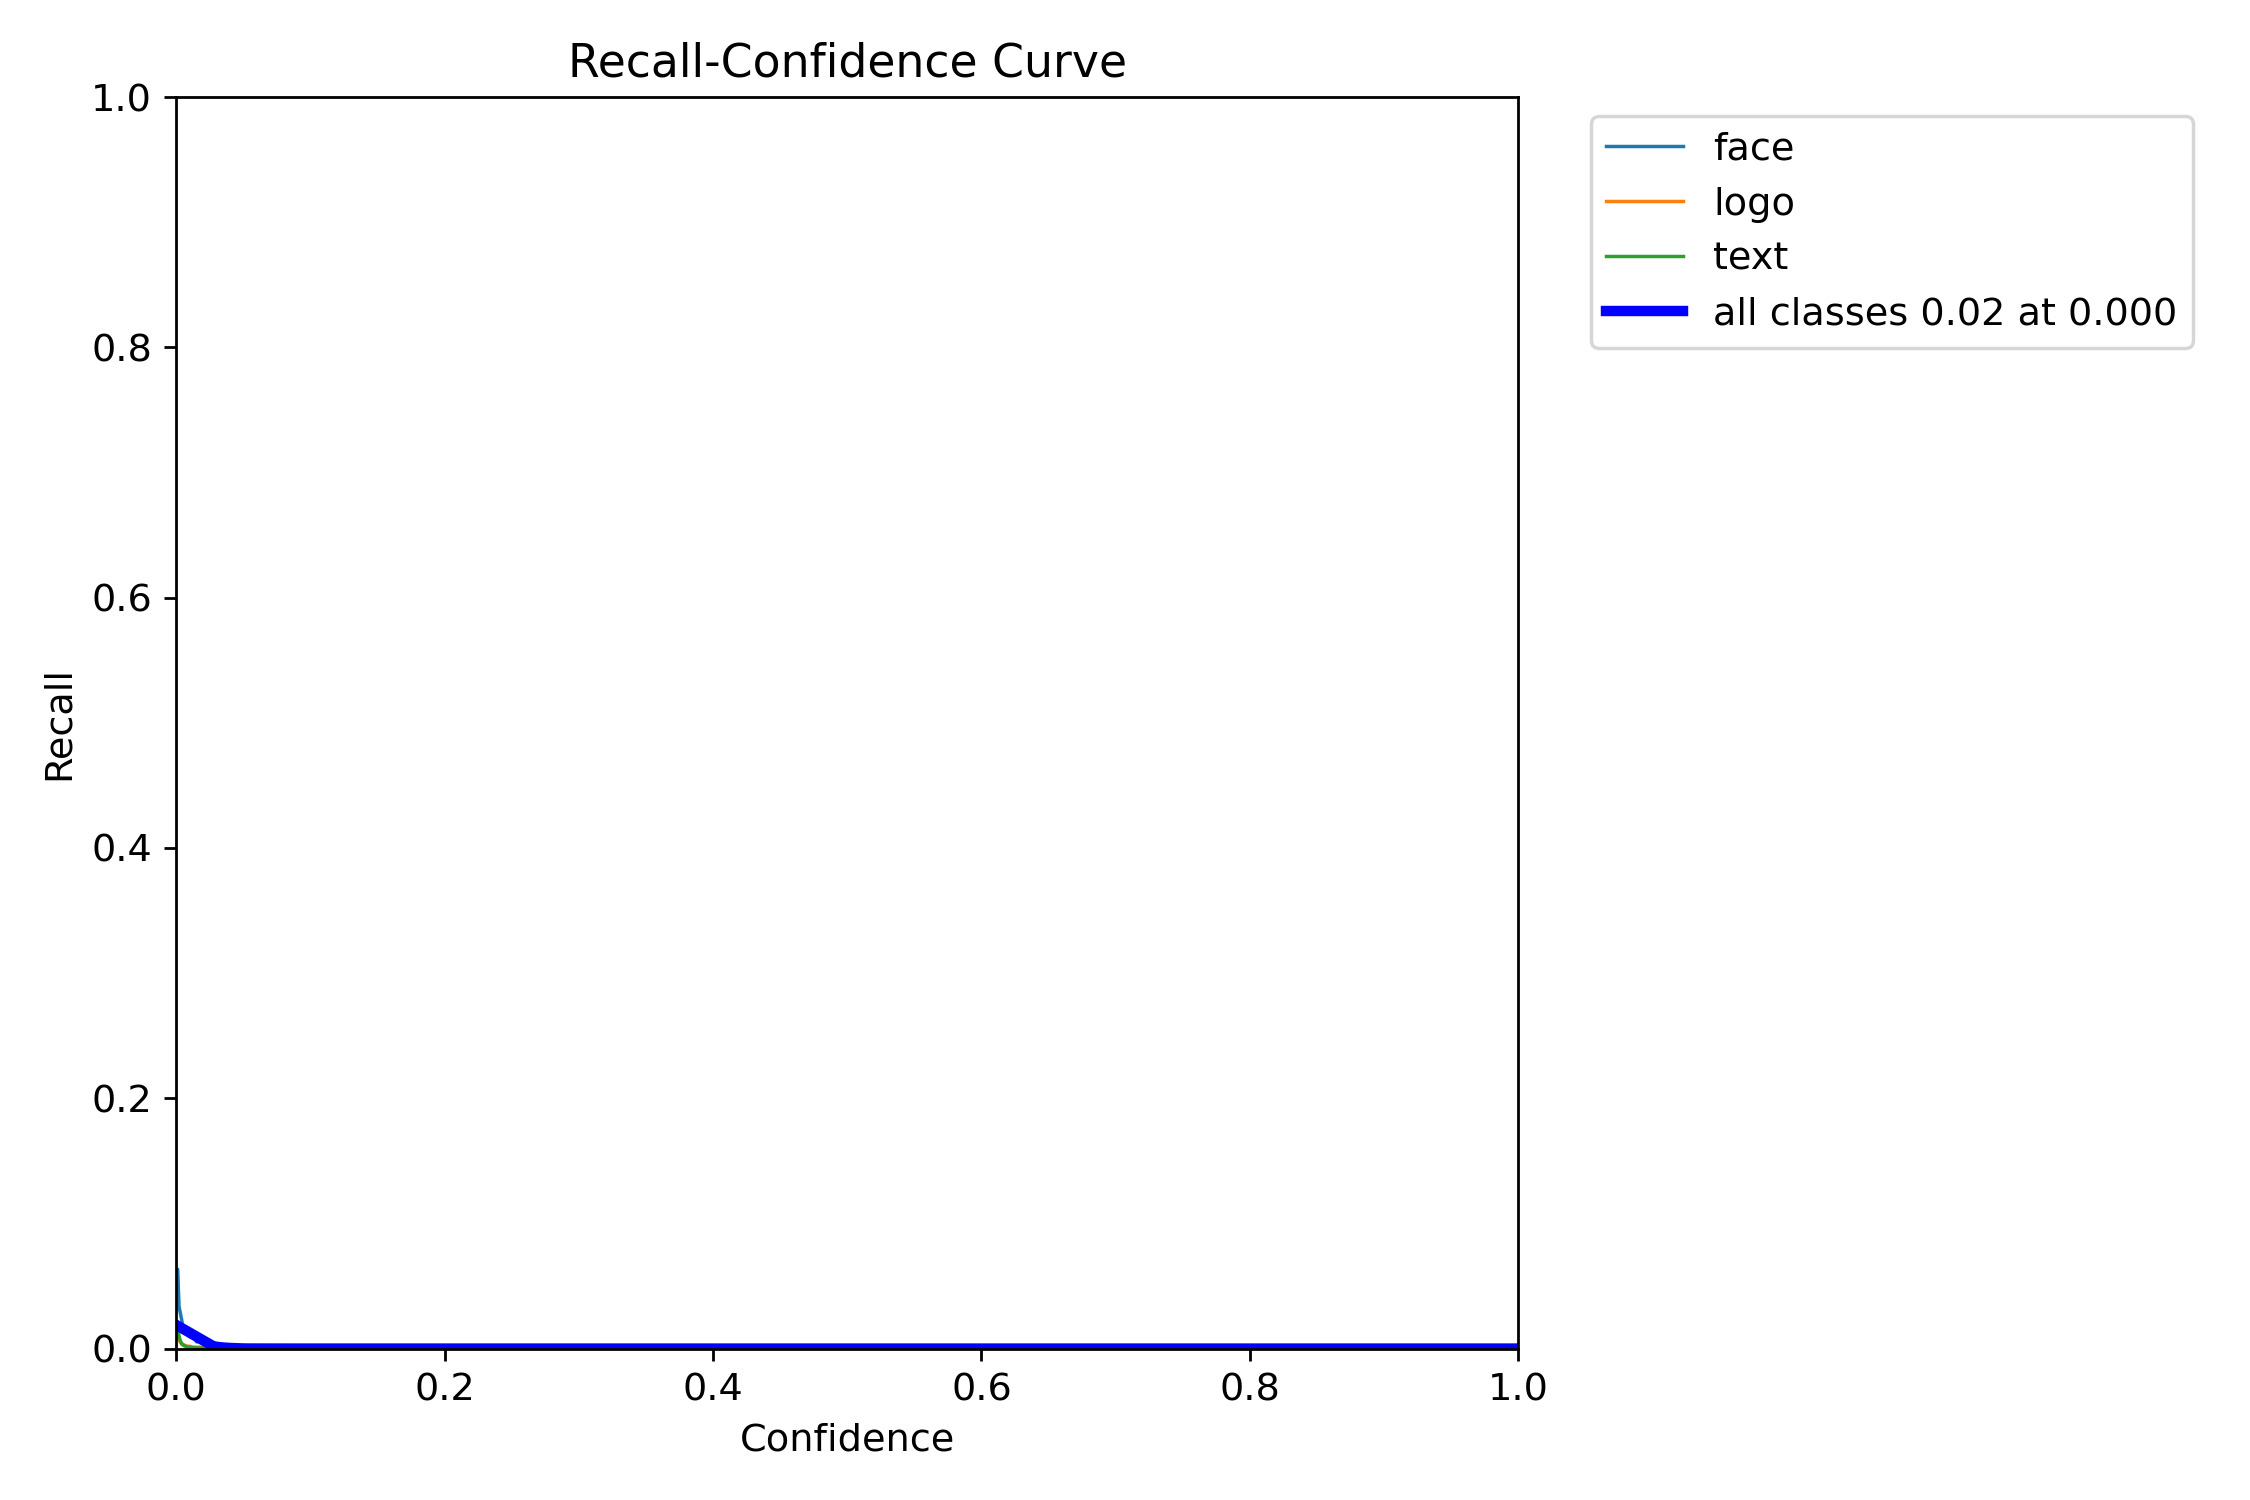 Recall-Confidence Curve
1.0
0.8
0.6
0.4
0.2
0.0
Recall
0.0 0.2 0.4 0.6 0.8 1.0
Confidence
face
logo
text
all classes 0.02 at 0.000